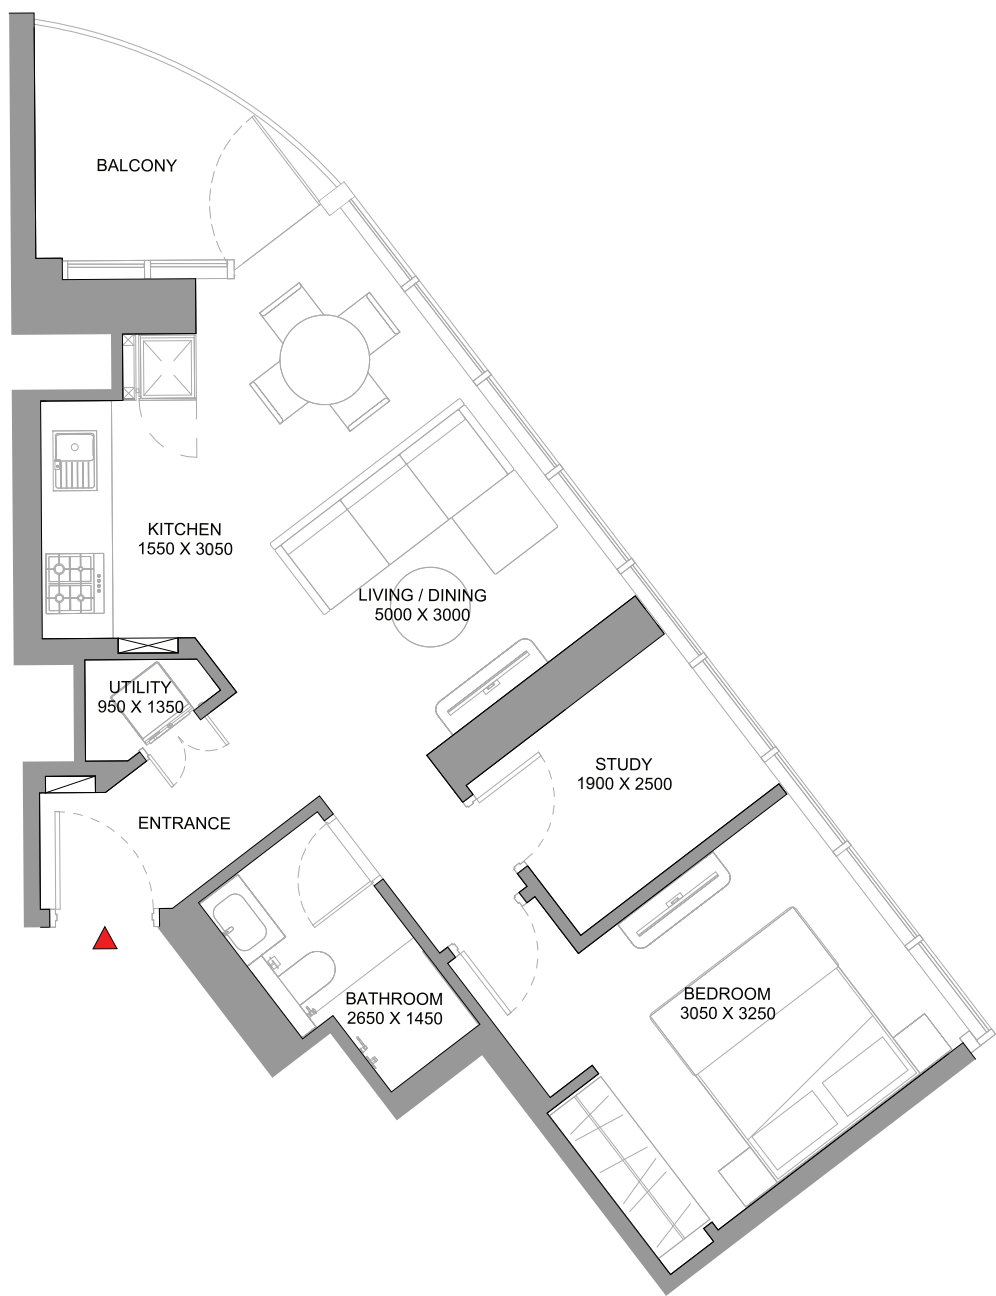 BALCONY
KITCHEN
1550 X 3050
LIVING / DINING
5000 X 3000
UTILITY
950 X 1350
STUDY
1900 X 2500
ENTRANCE
BATHROOM
2650 X 1450
BEDROOM
3050 X 3250